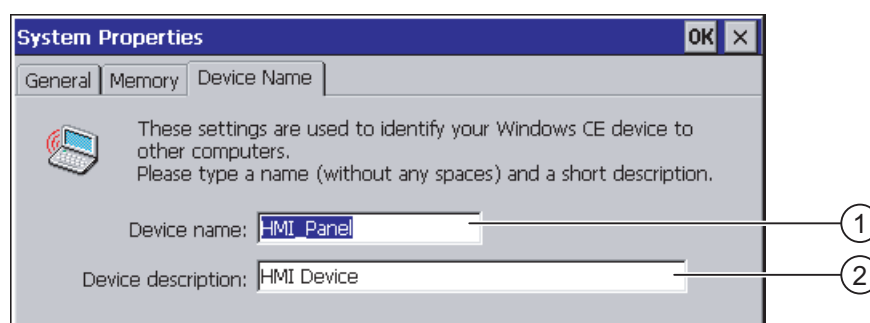 System Properties OK ×
General Memory Device Name
These settings are used to identify your Windows CE device to
other computers.
Please type a name (without any spaces) and a short description.
Device name: HMI_Panel 1
Device description: HMI Device 2